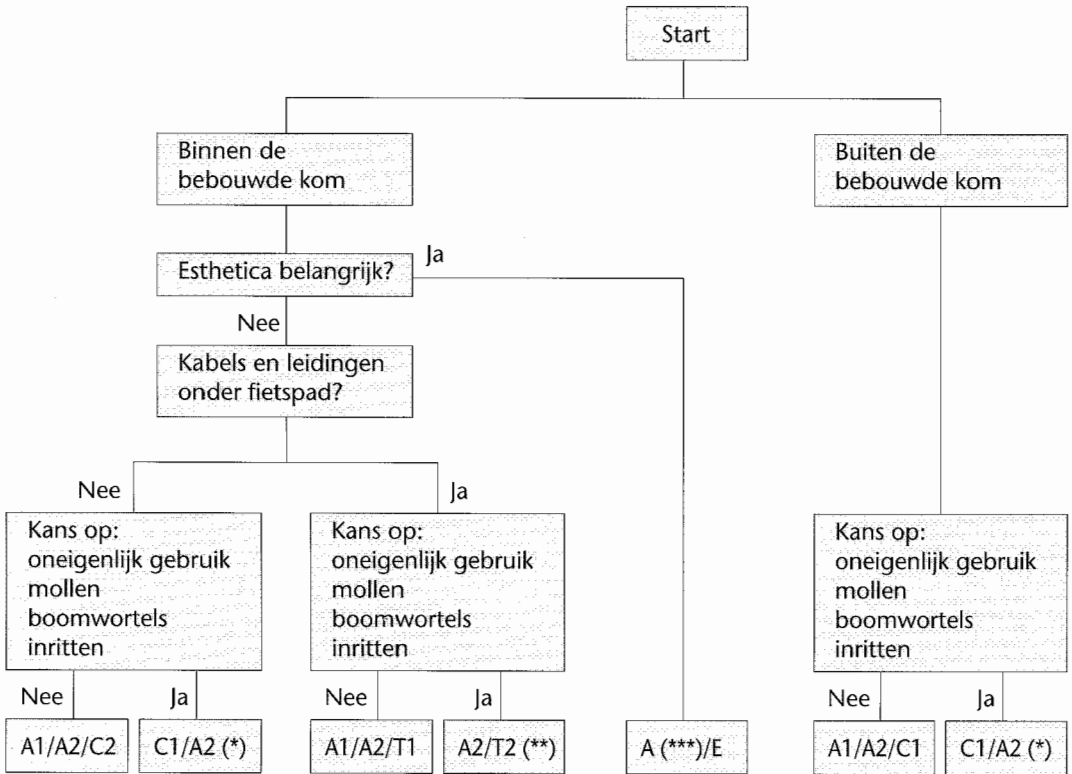 Start
Binnen de
bebouwde kom
Buiten de
bebouwde kom
Esthetica belangrijk?
Ja
Nee
Kabels en leidingen
onder fietspad?
Nee
Ja
Kans op:
oneigenlijk gebruik
mollen
boomwortels
inritten
Kans op:
oneigenlijk gebruik
mollen
boomwortels
inritten
Kans op:
oneigenlijk gebruik
mollen
boomwortels
inritten
Nee
Ja
Nee
Ja
Nee
Ja
A1/A2/C2
C1/A2 (*)
A1/A2/T1
A2/T2 (**)
A (***)/E
A1/A2/C1
C1/A2 (*)